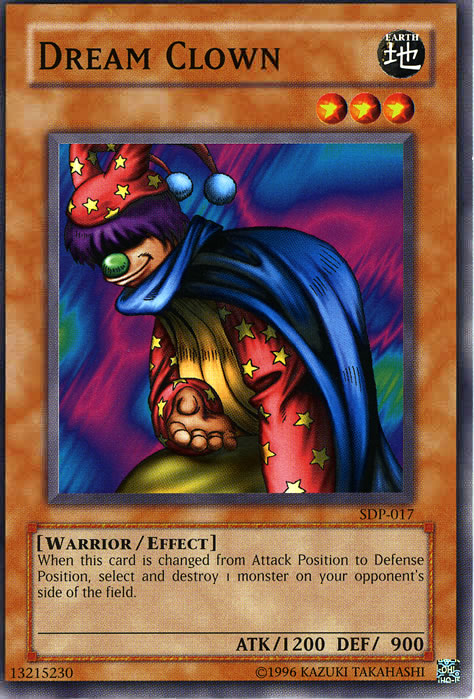 DREAM CLOWN
EARTH
地
SDP-017
[WARRIOR/EFFECT]
When this card is changed from Attack Position to Defense
Position, select and destroy 1 monster on your opponent's
side of the field.
ATK/1200 DEF/ 900
13215230
©1996 KAZUKI TAKAHASHI